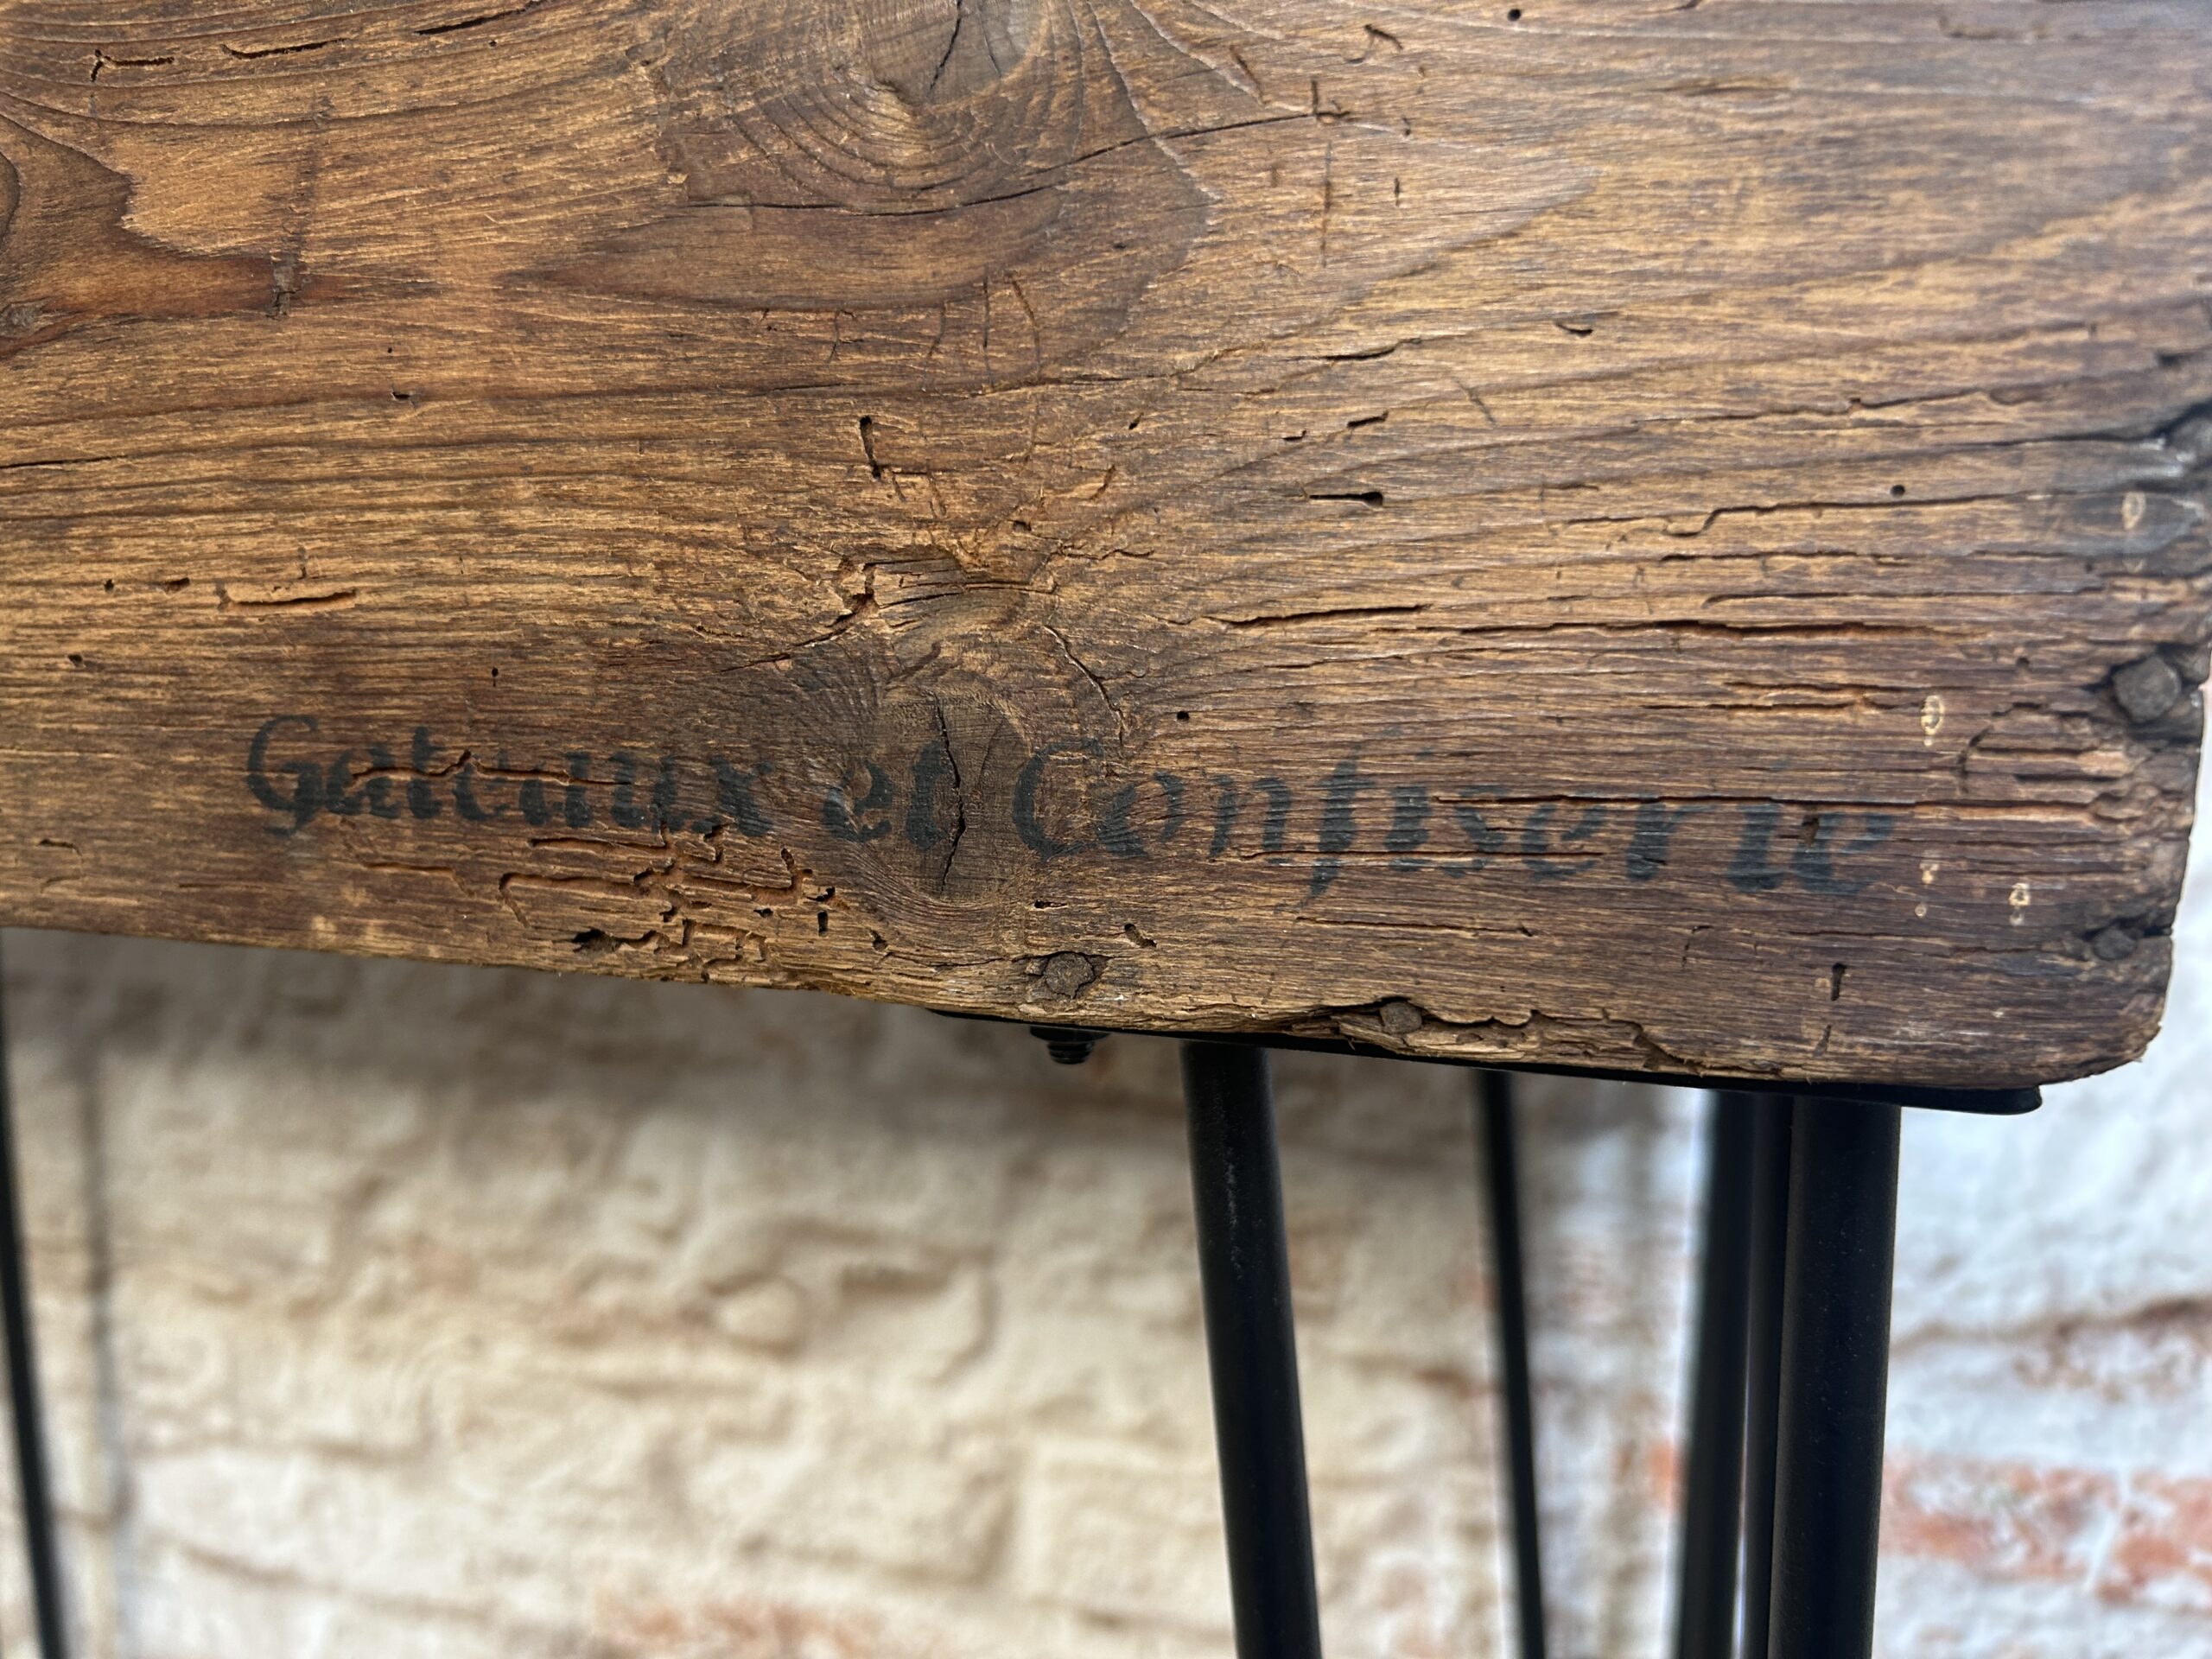 Gateaux et Confiserie